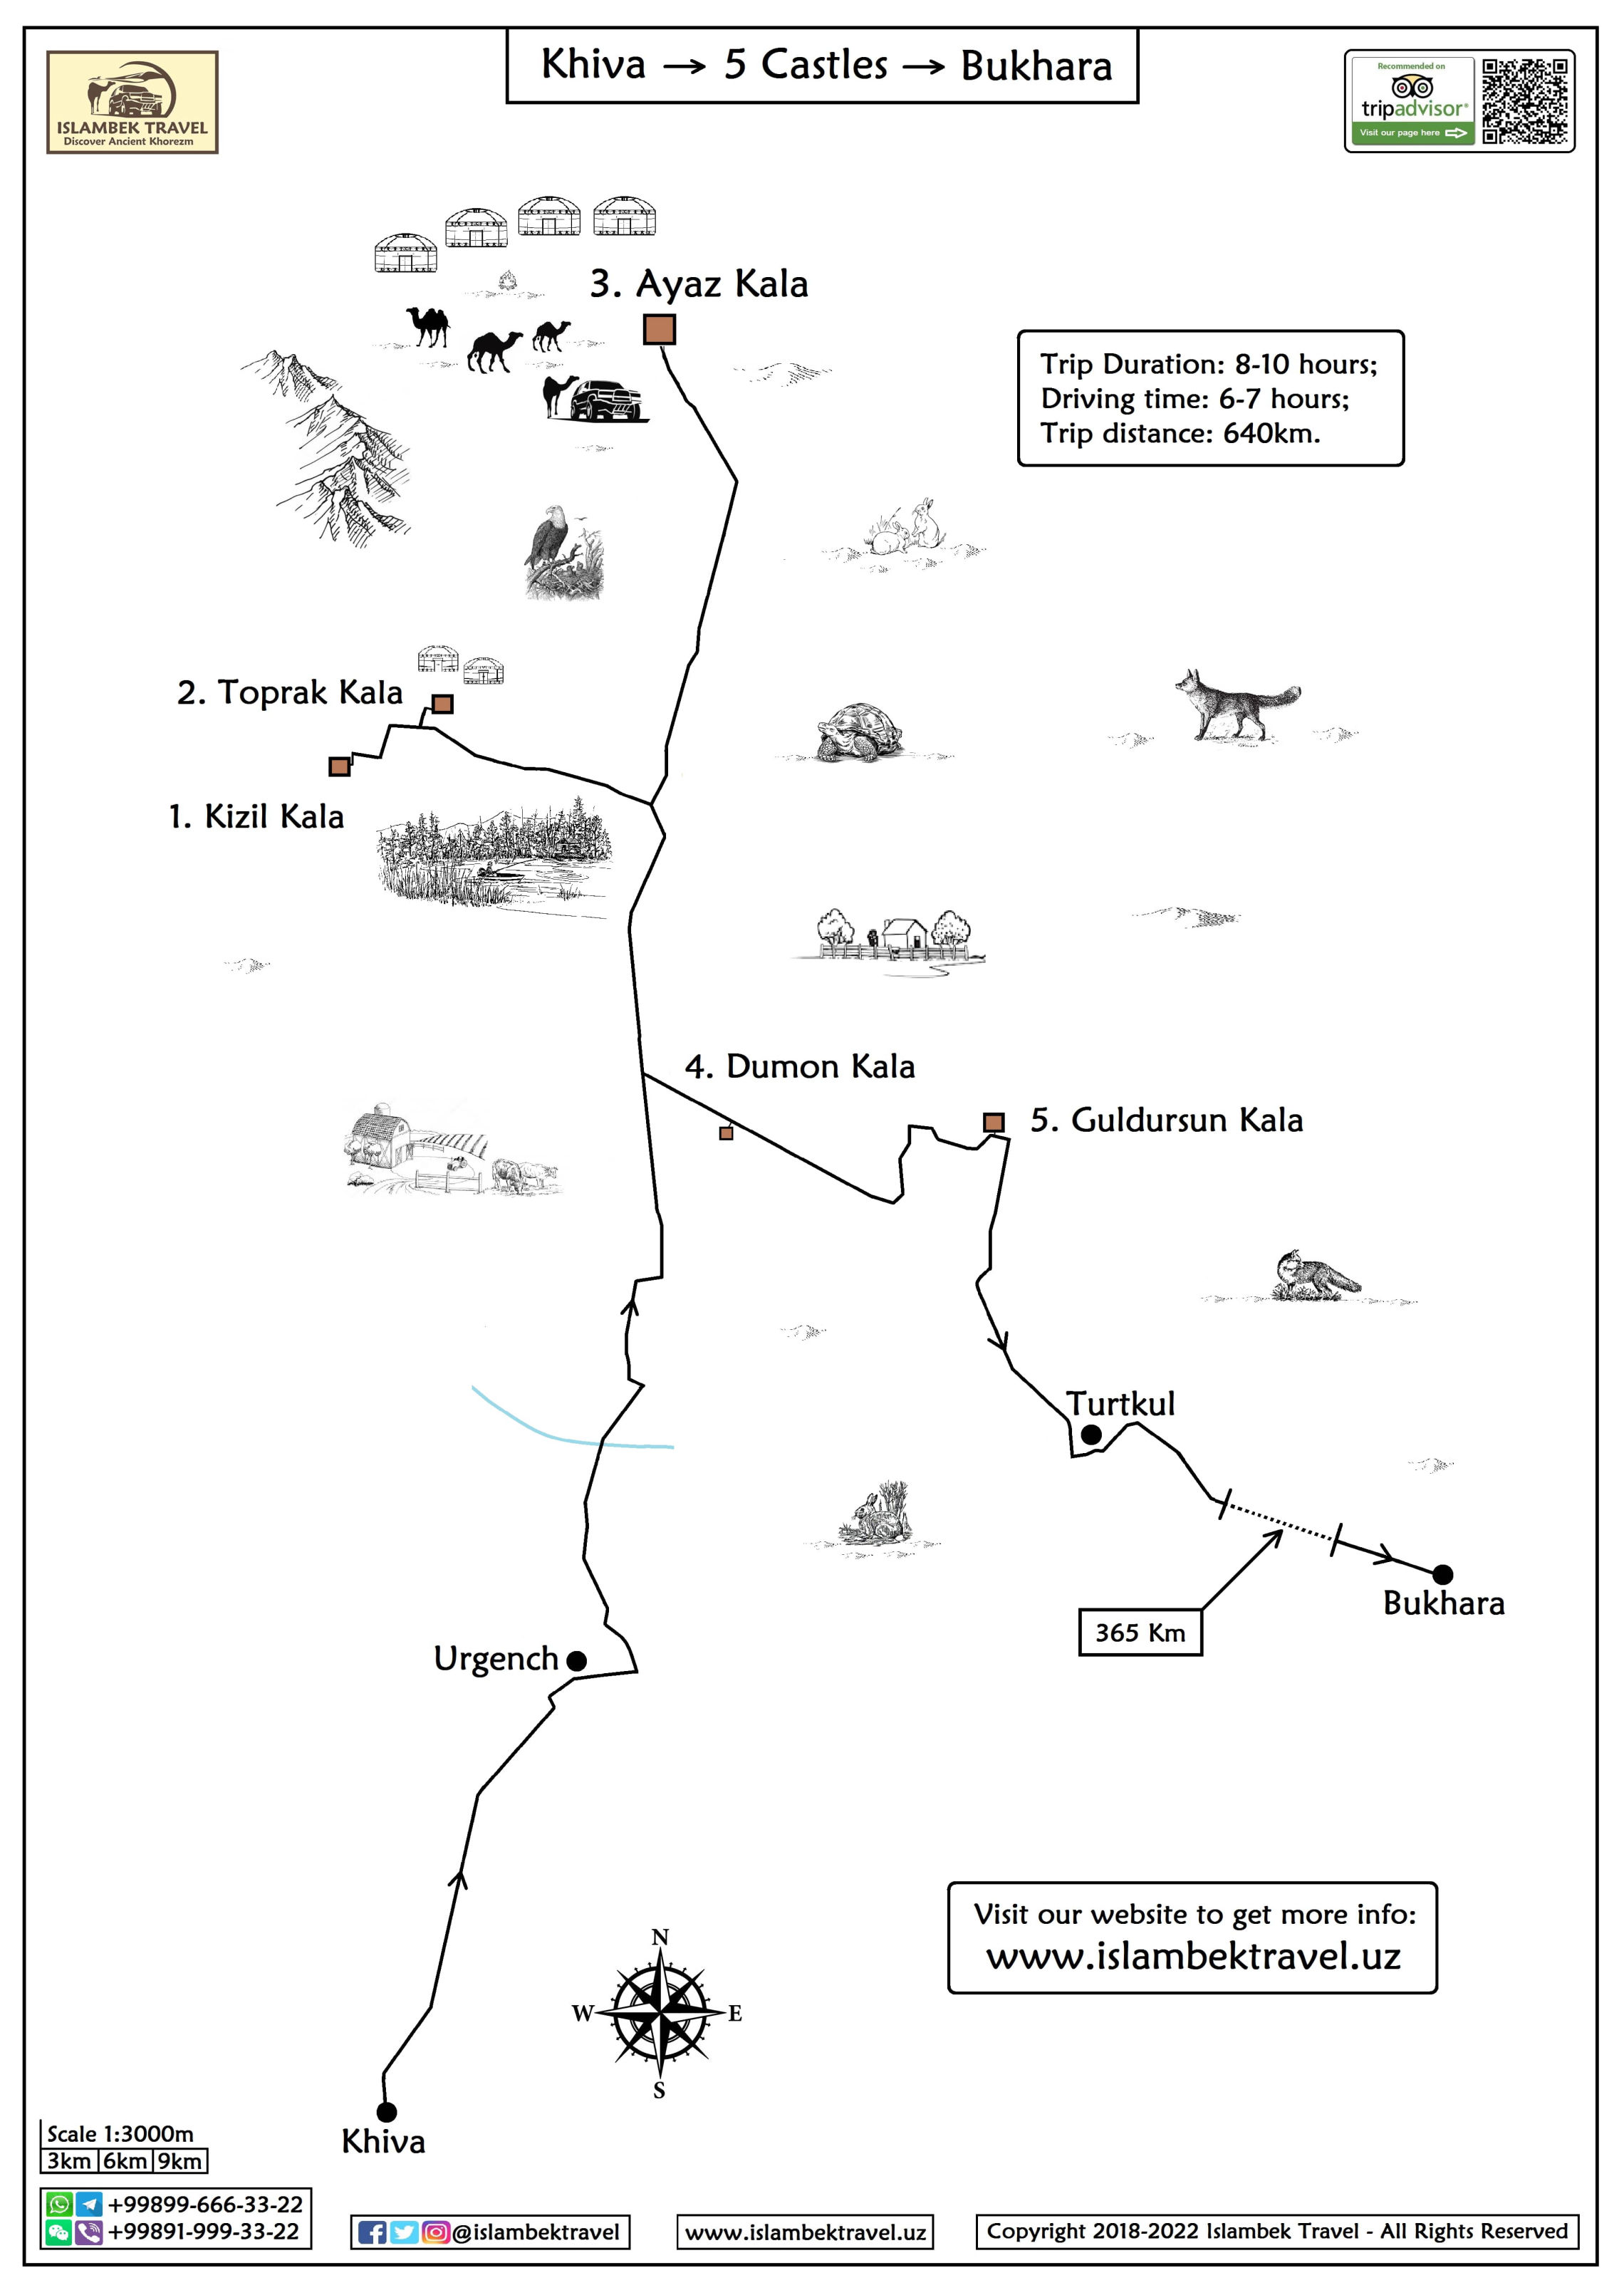 Khiva → 5 Castles → Bukhara
ISLAMBEK TRAVEL
Discover Ancient Khorezm
Recommended on
tripadvisor®
Visit our page here
3. Ayaz Kala
Trip Duration: 8-10 hours;
Driving time: 6-7 hours;
Trip distance: 640km.
2. Toprak Kala
1. Kizil Kala
4. Dumon Kala
5. Guldursun Kala
Turtkul
Bukhara
365 Km
Urgench
Visit our website to get more info:
www.islambektravel.uz
N
W
E
S
Khiva
Scale 1:3000m
3km 6km 9km
+99899-666-33-22
+99891-999-33-22
@islambektravel
www.islambektravel.uz
Copyright 2018-2022 Islambek Travel - All Rights Reserved